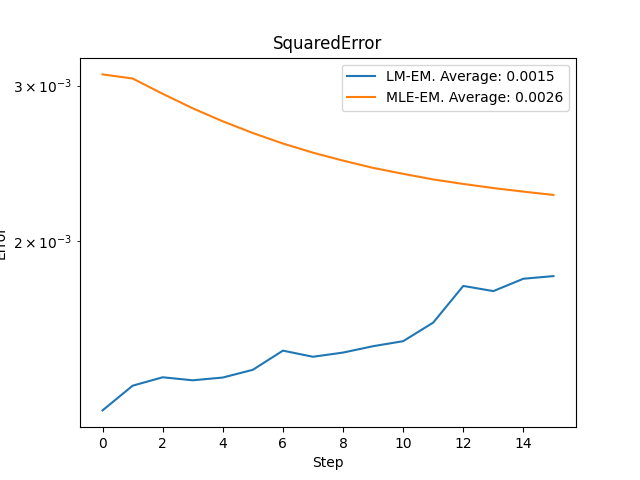 SquaredError
LM-EM. Average: 0.0015
MLE-EM. Average: 0.0026
3 × 10⁻³
2 × 10⁻³
Error
0 2 4 6 8 10 12 14
Step